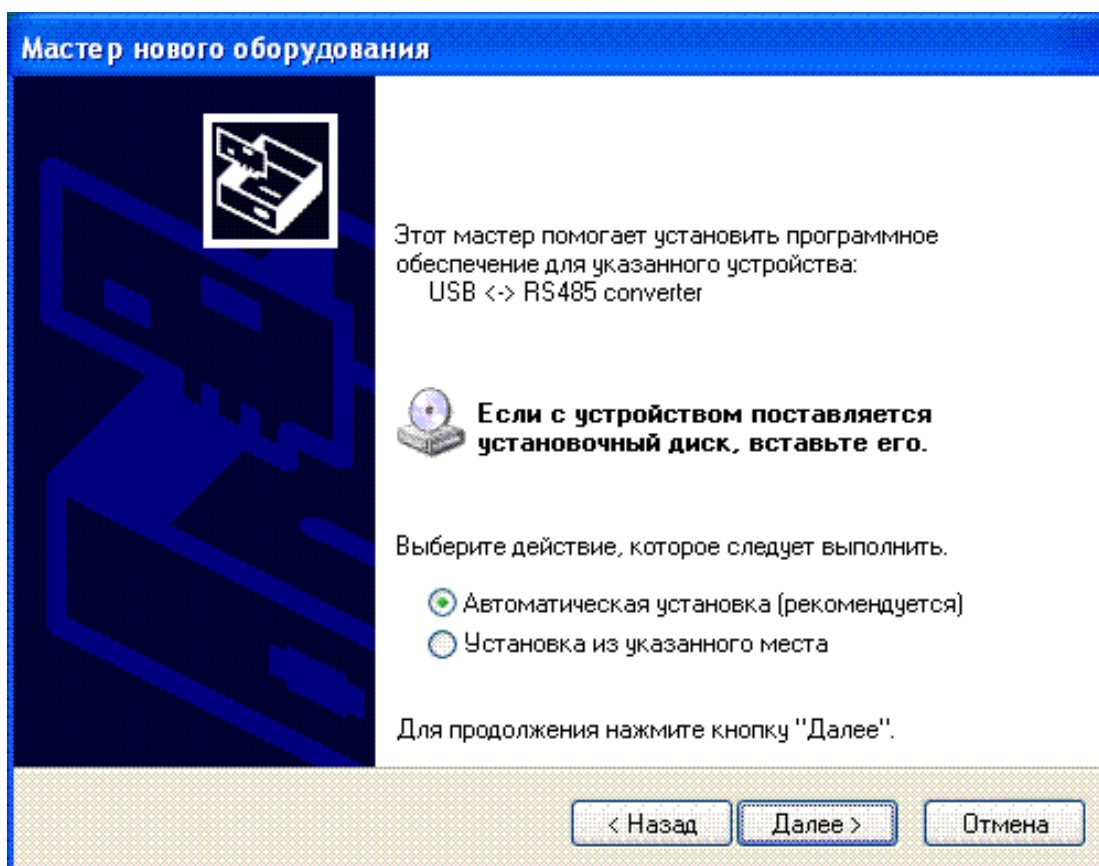 Мастер нового оборудования
Этот мастер помогает установить программное
обеспечение для указанного устройства:
USB <-> RS485 converter
Если с устройством поставляется
установочный диск, вставьте его.
Выберите действие, которое следует выполнить.
Автоматическая установка (рекомендуется)
Установка из указанного места
Для продолжения нажмите кнопку "Далее".
< Назад
Далее >
Отмена